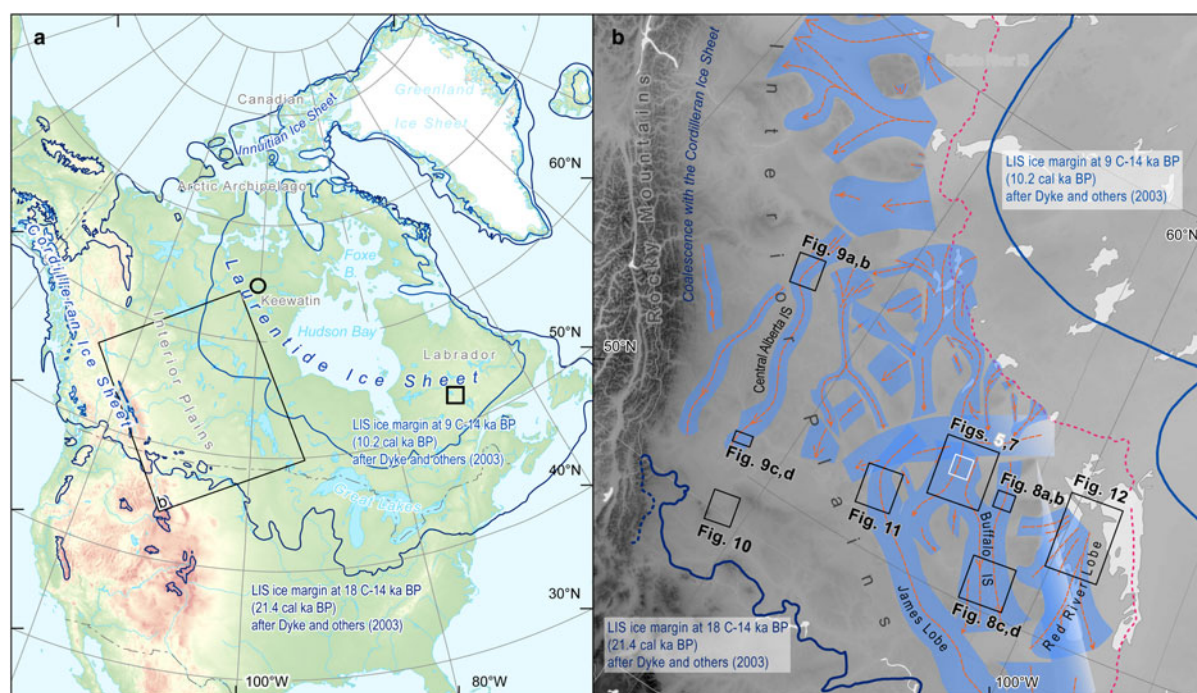 a
Canadian
Innuitian Ice Sheet
Greenland
Ice Sheet
60°N
Arctic Archipelago
Foxe
B.
Keewatin
Laurentide Ice Sheet
Hudson Bay
50°N
Cordilleran Ice Sheet
Labrador
Interior Plains
LIS ice margin at 9 C-14 ka BP
(10.2 cal ka BP)
after Dyke and others (2003)
40°N
Great Lakes
b
LIS ice margin at 18 C-14 ka BP
(21.4 cal ka BP)
after Dyke and others (2003)
30°N
100°W
80°W
b
Rocky Mountains
Coalescence with the Cordilleran Ice Sheet
Interior Plains
LIS ice margin at 9 C-14 ka BP
(10.2 cal ka BP)
after Dyke and others (2003)
60°N
Fig. 9a,b
Central Alberta IS
50°N
Figs. 5,7
Fig. 9c,d
Fig. 8a,b
Fig. 12
Fig. 11
Fig. 10
Buffalo IS
Fig. 8c,d
James Lobe
Red River Lobe
LIS ice margin at 18 C-14 ka BP
(21.4 cal ka BP)
after Dyke and others (2003)
100°W